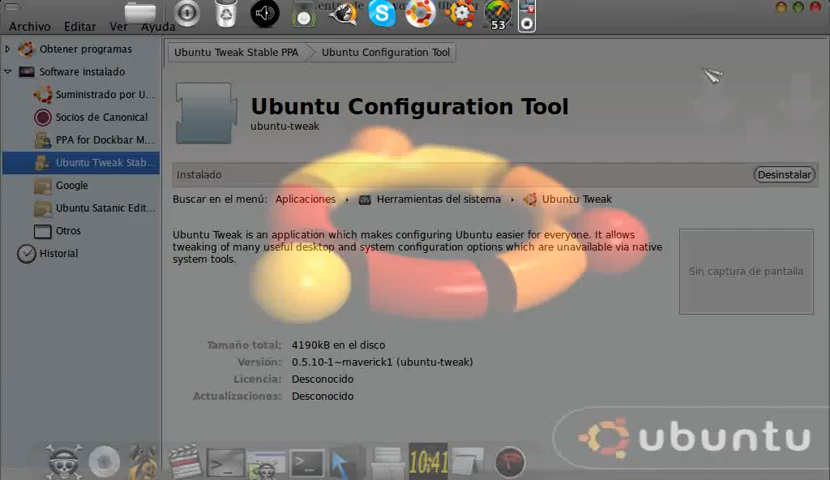 Archivo Editar Ver Ayuda
53
Obtener programas
Software instalado
Suministrado por U...
Socios de Canonical
PPA for Dockbar M...
Ubuntu Tweak Stab...
Google
Ubuntu Satanic Edit...
Otros
Historial
Ubuntu Tweak Stable PPA
Ubuntu Configuration Tool
Ubuntu Configuration Tool
ubuntu-tweak
Instalado
Desinstalar
Buscar en el menú: Aplicaciones Herramientas del sistema Ubuntu Tweak
Ubuntu Tweak is an application which makes configuring Ubuntu easier for everyone. It allows
tweaking of many useful desktop and system configuration options which are unavailable via native
system tools.
Sin captura de pantalla
Tamaño total: 4190kB en el disco
Versión: 0.5.10-1~maverick1 (ubuntu-tweak)
Licencia: Desconocido
Actualizaciones: Desconocido
10:41
ubuntu